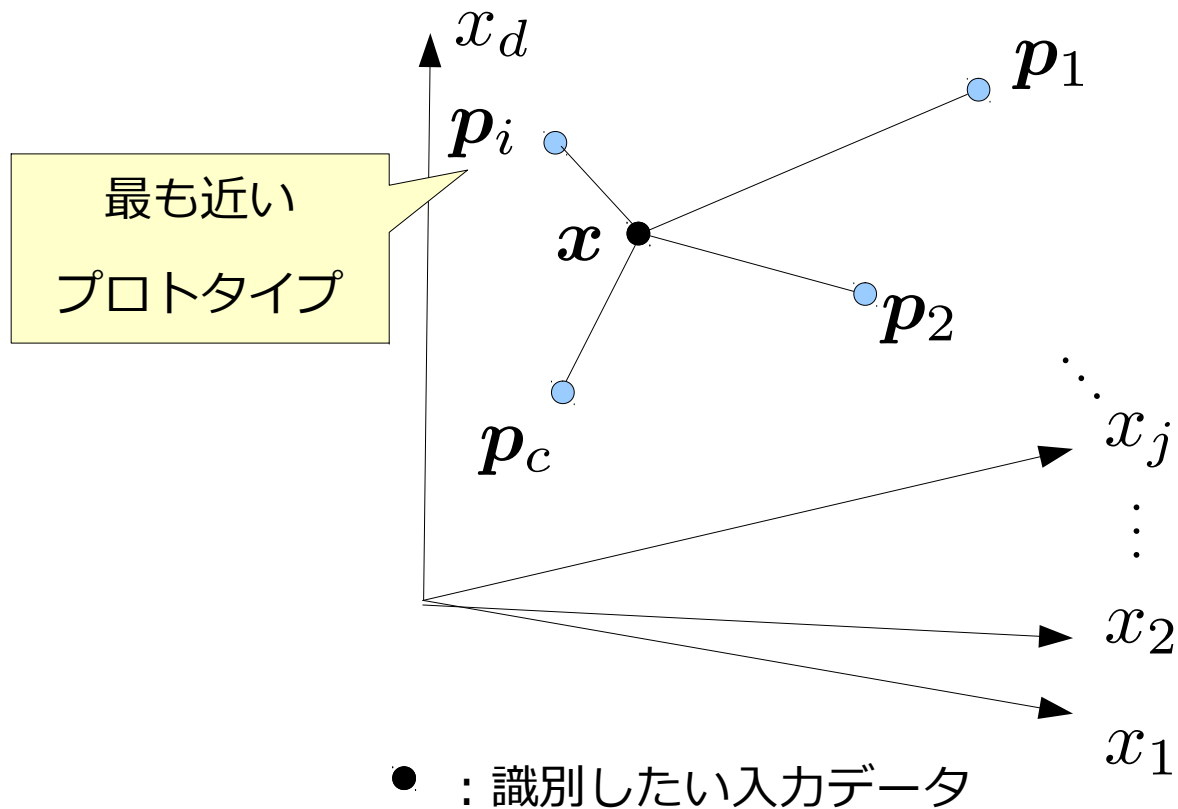 x_d
p_1
p_i
最も近い
プロトタイプ
x
p_2
p_c
⋱
x_j
⋮
x_2
x_1
● : 識別したい入力データ